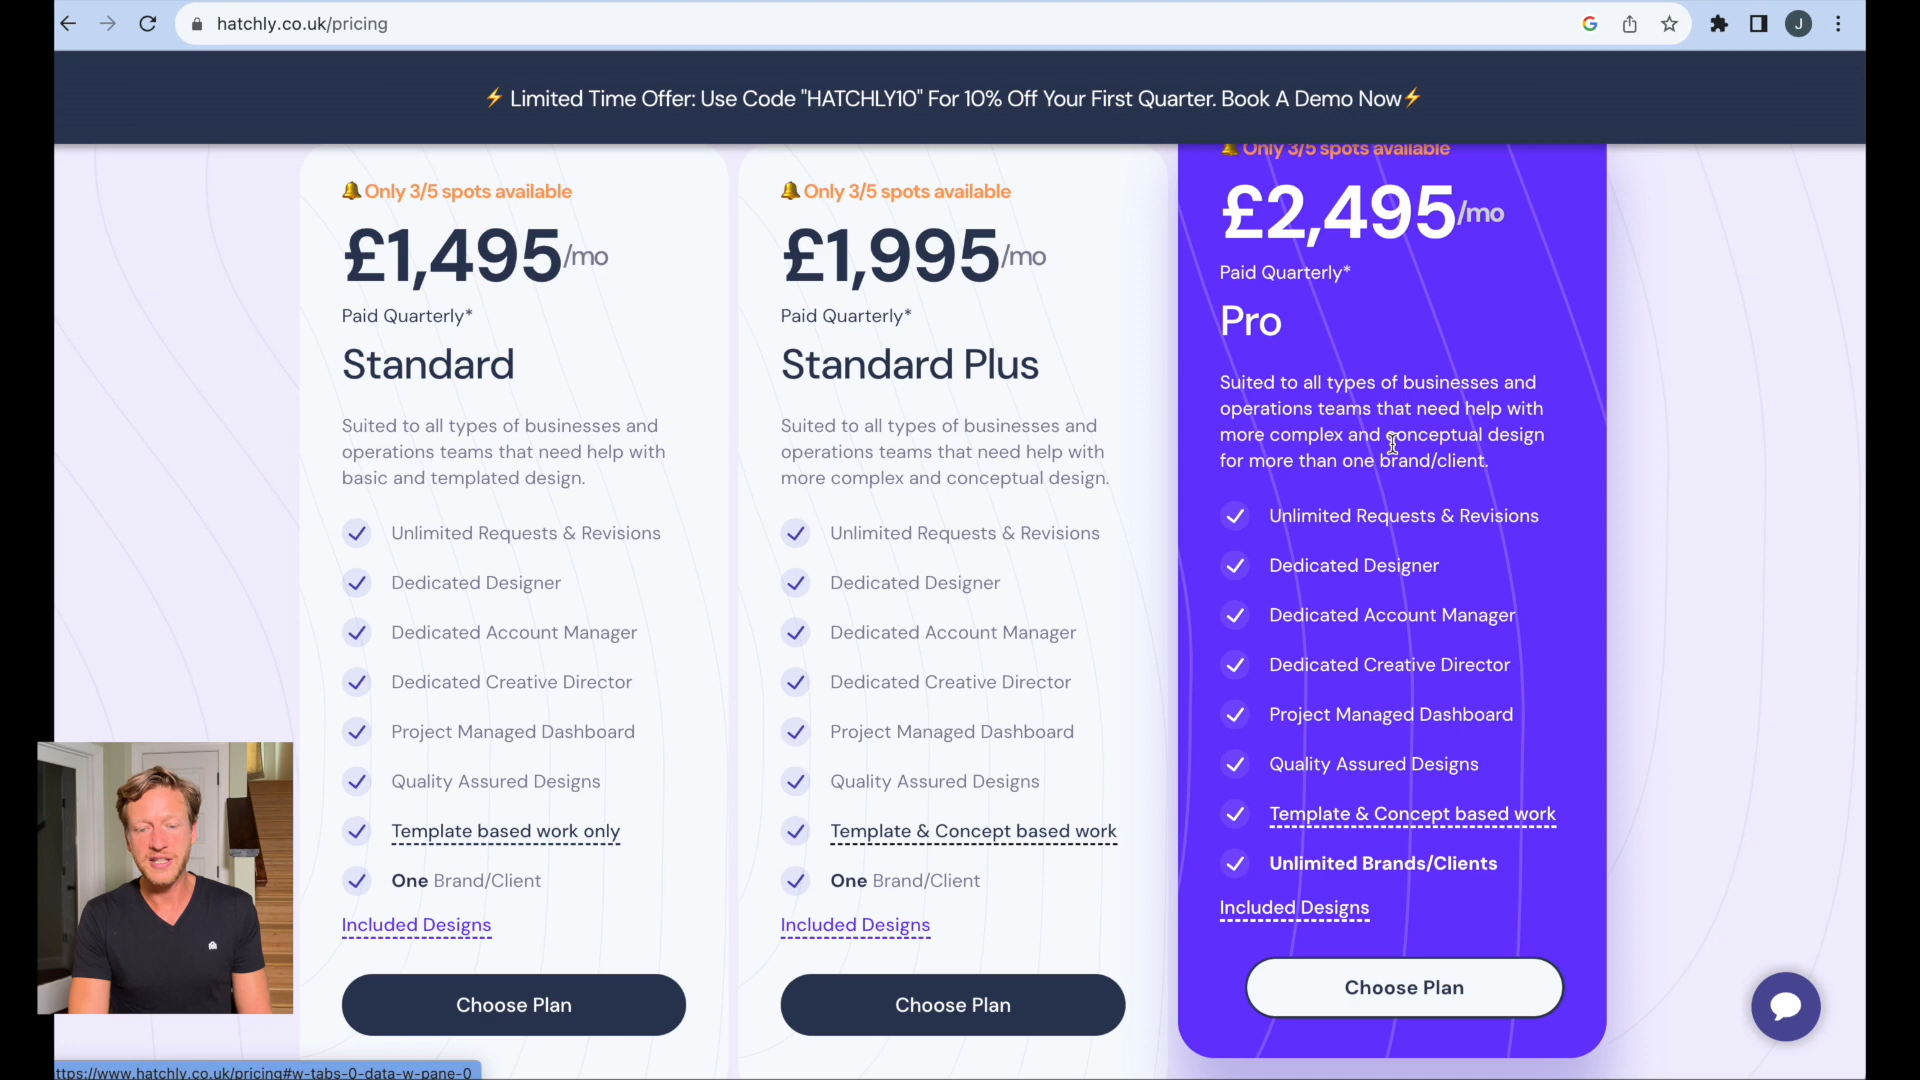 hatchly.co.uk/pricing
J
⚡ Limited Time Offer: Use Code "HATCHLY10" For 10% Off Your First Quarter. Book A Demo Now⚡
🔔 Only 3/5 spots available
£1,495/mo
Paid Quarterly*
Standard
Suited to all types of businesses and
operations teams that need help with
basic and templated design.
Unlimited Requests & Revisions
Dedicated Designer
Dedicated Account Manager
Dedicated Creative Director
Project Managed Dashboard
Quality Assured Designs
Template based work only
One Brand/Client
Included Designs
Choose Plan
🔔 Only 3/5 spots available
£1,995/mo
Paid Quarterly*
Standard Plus
Suited to all types of businesses and
operations teams that need help with
more complex and conceptual design.
Unlimited Requests & Revisions
Dedicated Designer
Dedicated Account Manager
Dedicated Creative Director
Project Managed Dashboard
Quality Assured Designs
Template & Concept based work
One Brand/Client
Included Designs
Choose Plan
🔔 Only 3/5 spots available
£2,495/mo
Paid Quarterly*
Pro
Suited to all types of businesses and
operations teams that need help with
more complex and conceptual design
for more than one brand/client.
Unlimited Requests & Revisions
Dedicated Designer
Dedicated Account Manager
Dedicated Creative Director
Project Managed Dashboard
Quality Assured Designs
Template & Concept based work
Unlimited Brands/Clients
Included Designs
Choose Plan
ttps://www.hatchly.co.uk/pricing#w-tabs-0-data-w-pane-0